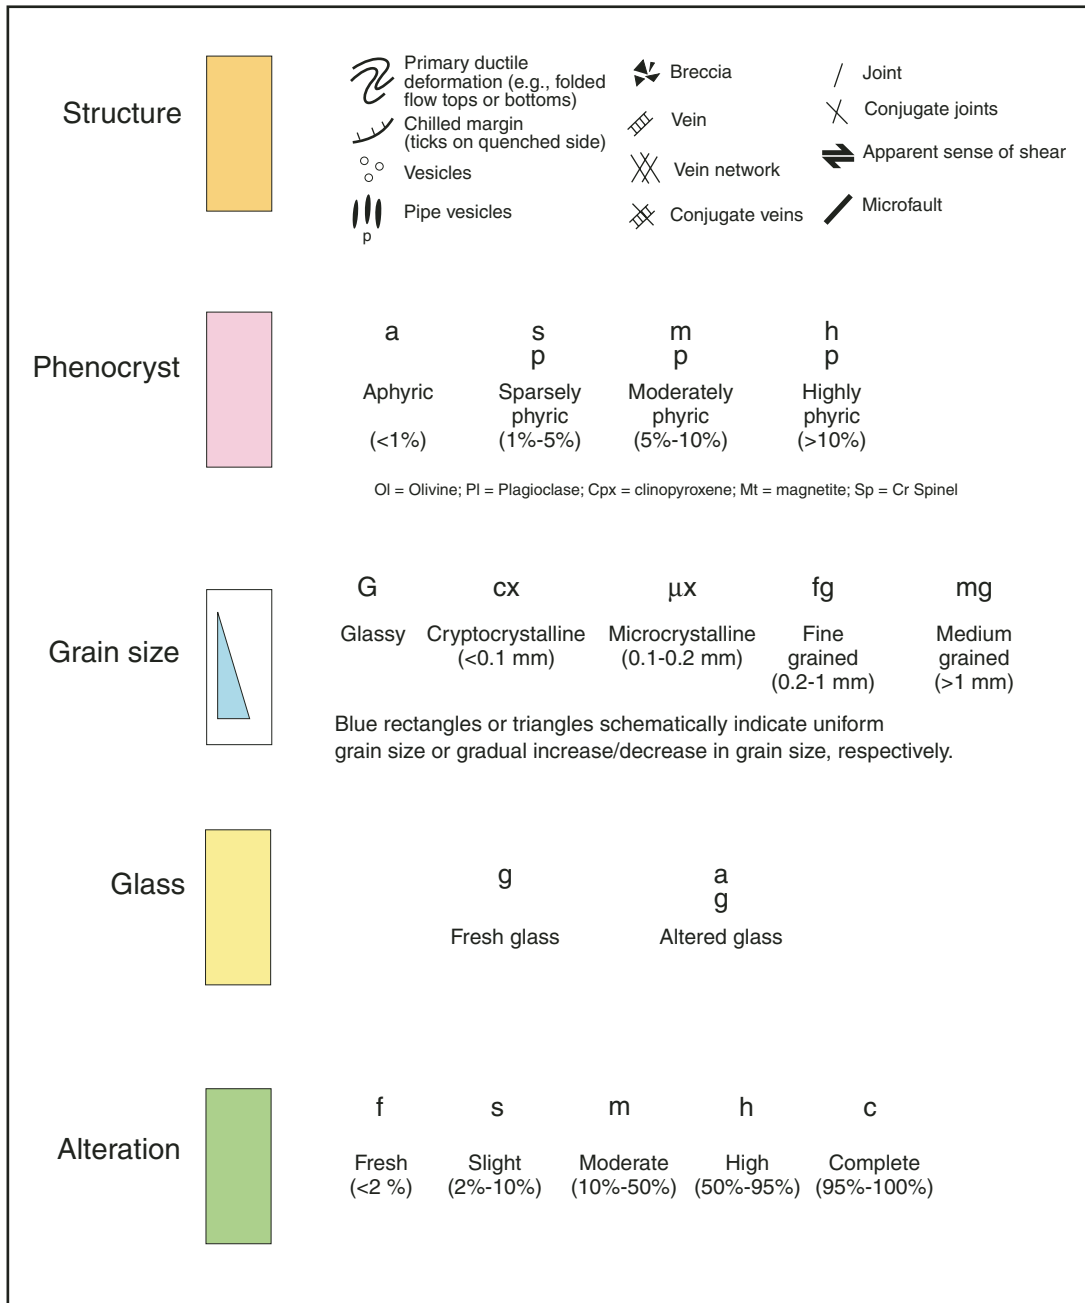 Structure
Primary ductile
deformation (e.g., folded
flow tops or bottoms)
Chilled margin
(ticks on quenched side)
Vesicles
p
Pipe vesicles
Breccia
Vein
Vein network
Conjugate veins
Joint
Conjugate joints
Apparent sense of shear
Microfault
Phenocryst
a
Aphyric
(<1%)
s
p
Sparsely
phyric
(1%-5%)
m
p
Moderately
phyric
(5%-10%)
h
p
Highly
phyric
(>10%)
Ol = Olivine; Pl = Plagioclase; Cpx = clinopyroxene; Mt = magnetite; Sp = Cr Spinel
Grain size
G
Glassy
cx
Cryptocrystalline
(<0.1 mm)
μx
Microcrystalline
(0.1-0.2 mm)
fg
Fine
grained
(0.2-1 mm)
mg
Medium
grained
(>1 mm)
Blue rectangles or triangles schematically indicate uniform
grain size or gradual increase/decrease in grain size, respectively.
Glass
g
Fresh glass
a
g
Altered glass
Alteration
f
Fresh
(<2 %)
s
Slight
(2%-10%)
m
Moderate
(10%-50%)
h
High
(50%-95%)
c
Complete
(95%-100%)